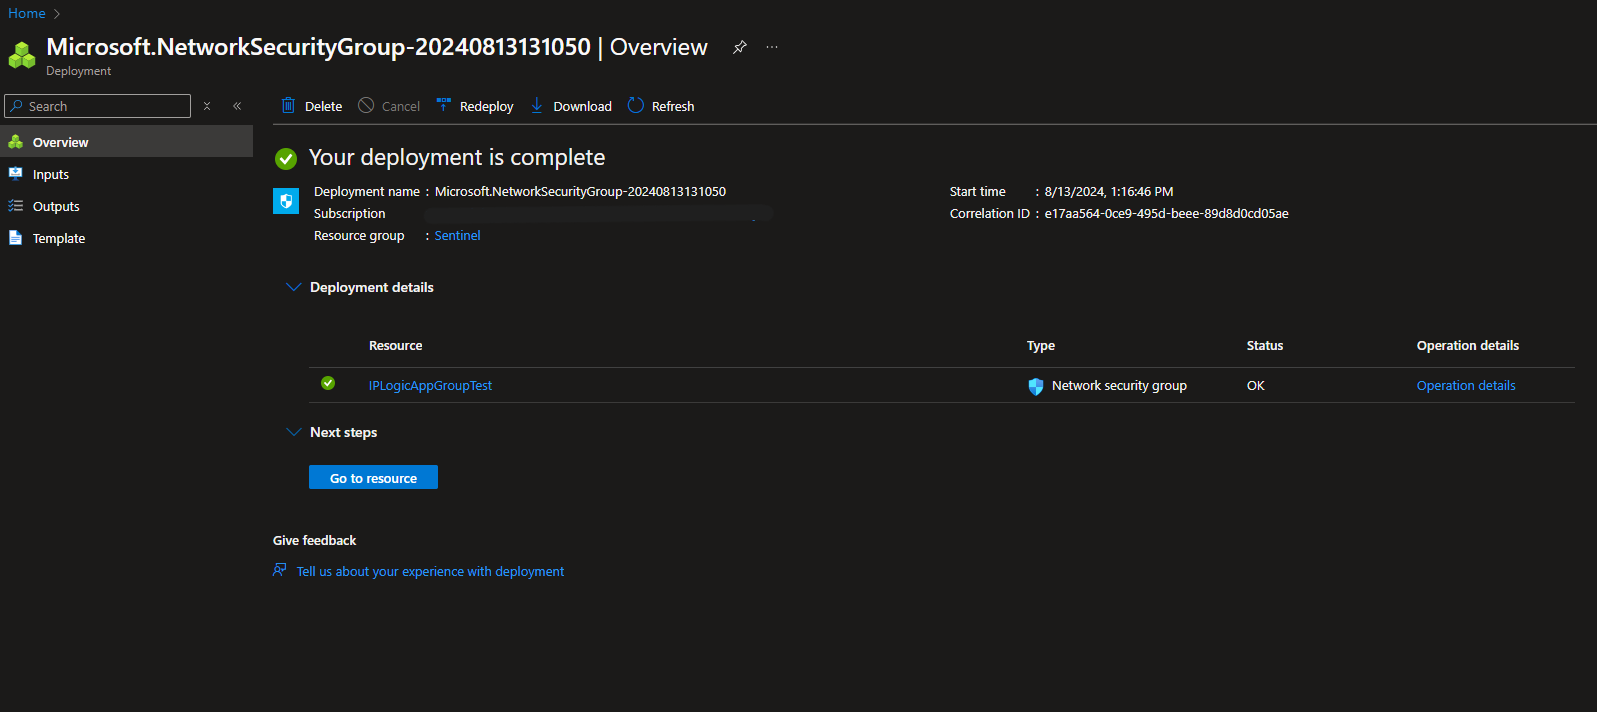 Home
Microsoft.NetworkSecurityGroup-20240813131050 | Overview
Deployment
Search
Delete Cancel Redeploy Download Refresh
Overview
Inputs
Outputs
Template
Your deployment is complete
Deployment name : Microsoft.NetworkSecurityGroup-20240813131050
Subscription
Resource group : Sentinel
Start time : 8/13/2024, 1:16:46 PM
Correlation ID : e17aa564-0ce9-495d-beee-89d8d0cd05ae
Deployment details
Resource Type Status Operation details
IPLogicAppGroupTest Network security group OK Operation details
Next steps
Go to resource
Give feedback
Tell us about your experience with deployment